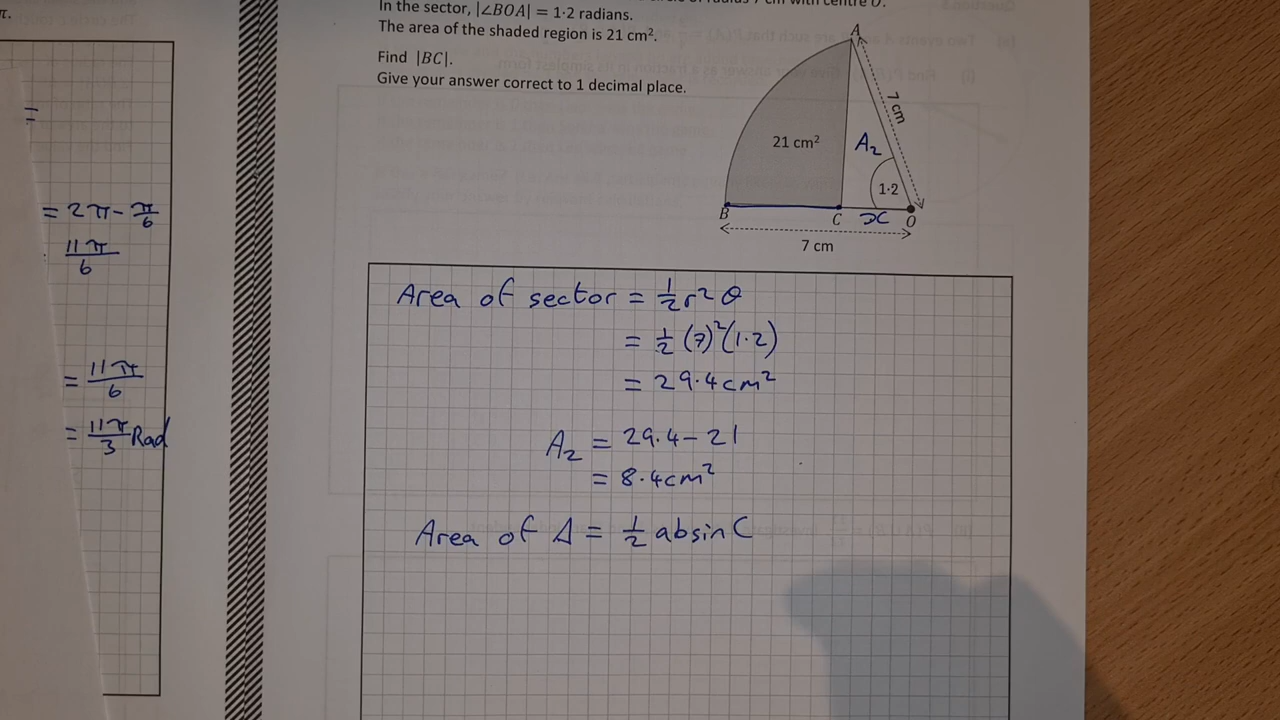 π.
=
= 2π - π/6
11π/6
= 11π/6
= 11π/3 Rad
In the sector, |∠BOA| = 1·2 radians.
The area of the shaded region is 21 cm².
Find |BC|.
Give your answer correct to 1 decimal place.
A
7 cm
21 cm²
A₂
1·2
B
C
x
O
7 cm
Area of sector = ½r²θ
= ½(7)²(1·2)
= 29·4cm²
A₂ = 29·4 - 21
= 8·4cm²
Area of Δ = ½ absin C